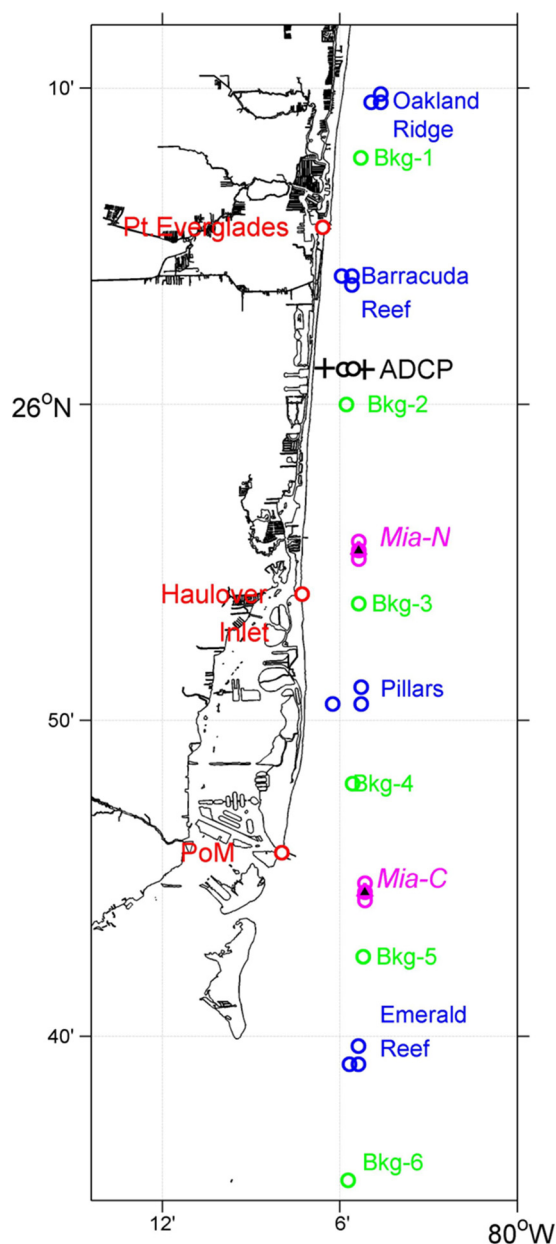 10'
Oakland
Ridge
Bkg-1
Pt.Everglades
Barracuda
Reef
ADCP
26°N
Bkg-2
Mia-N
Haulover
Bkg-3
Inlet
Pillars
50'
Bkg-4
PoM
Mia-C
Bkg-5
Emerald
40'
Reef
Bkg-6
12'
6'
80°W